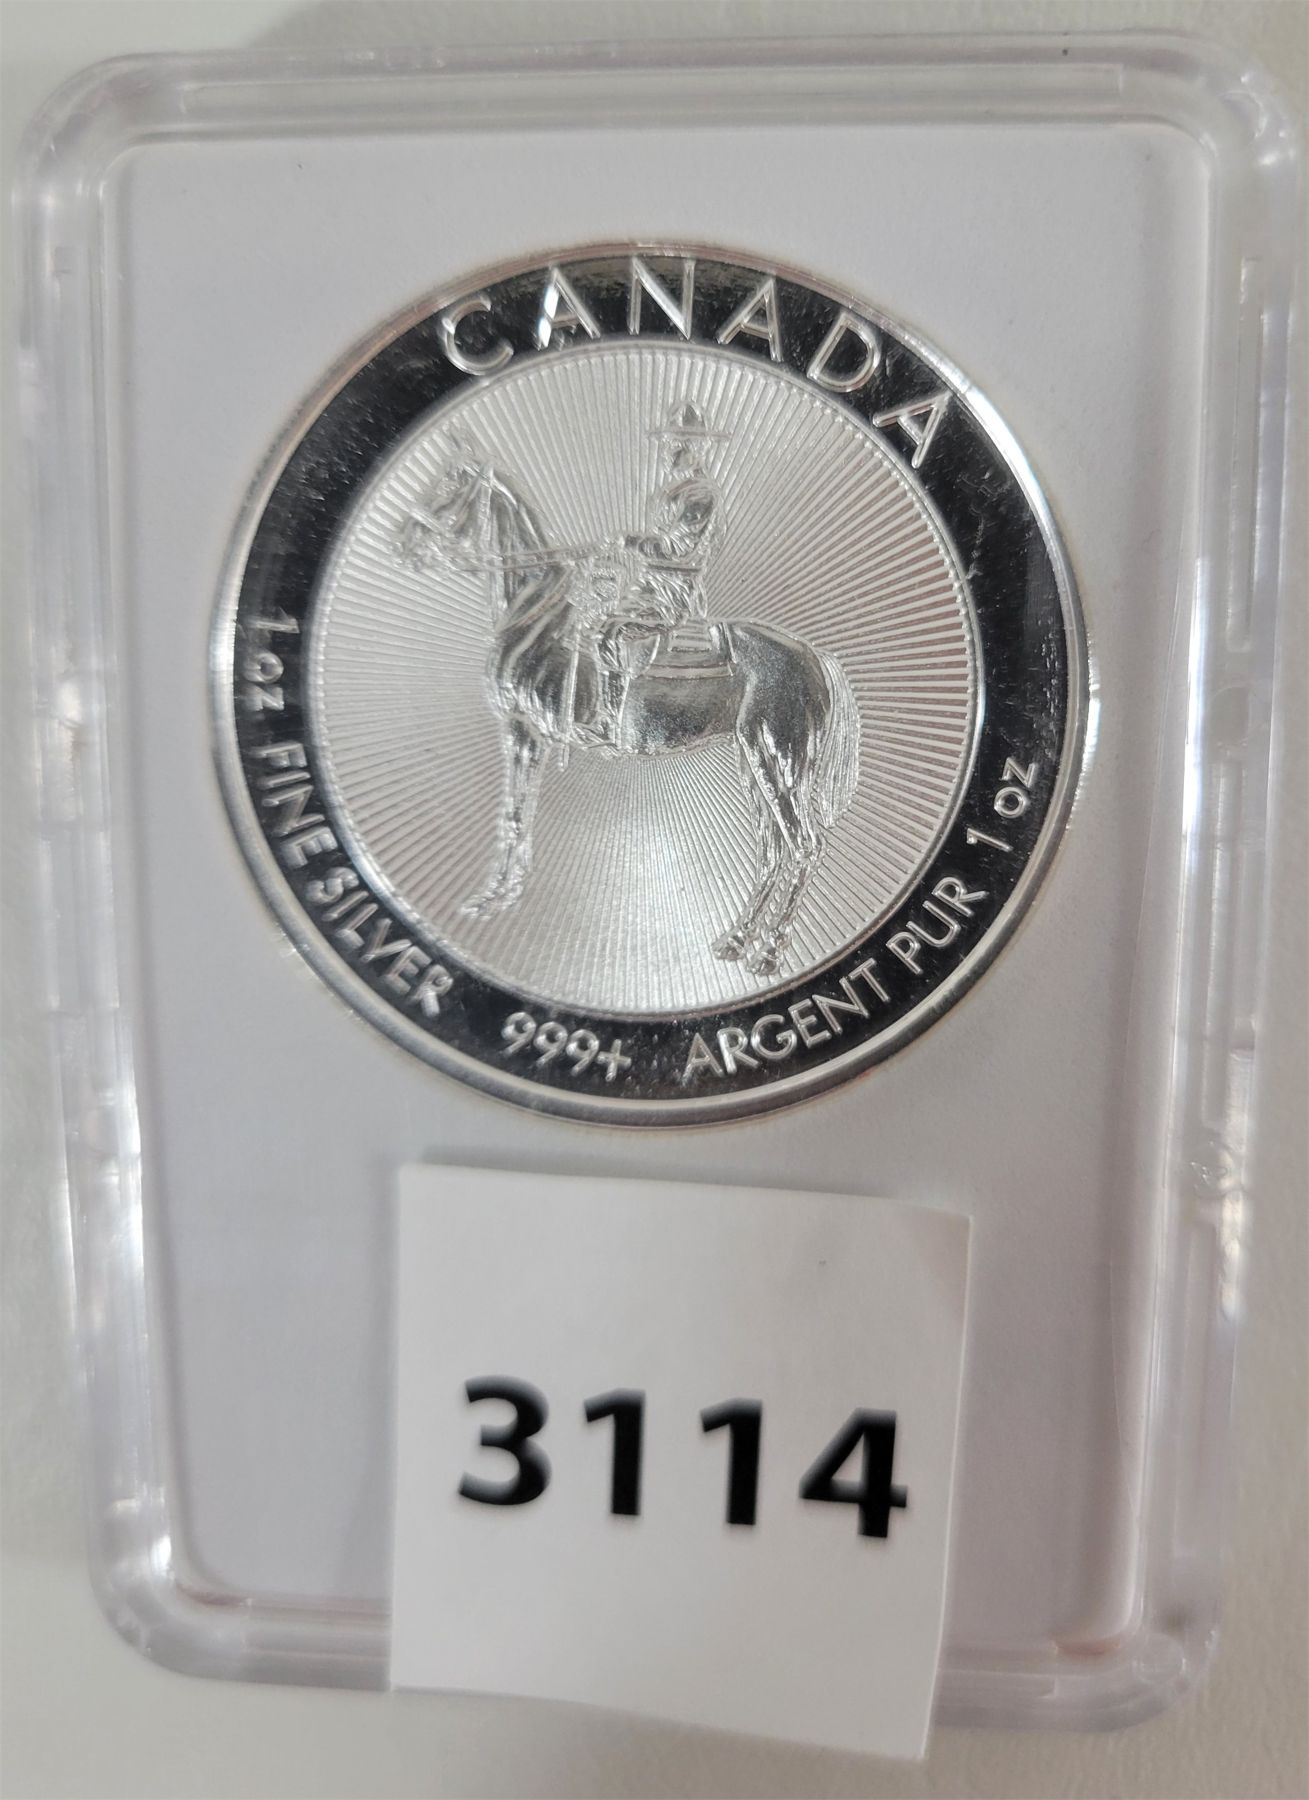 CANADA
1 oz FINE SILVER 999+ ARGENT PUR 1 oz
3114